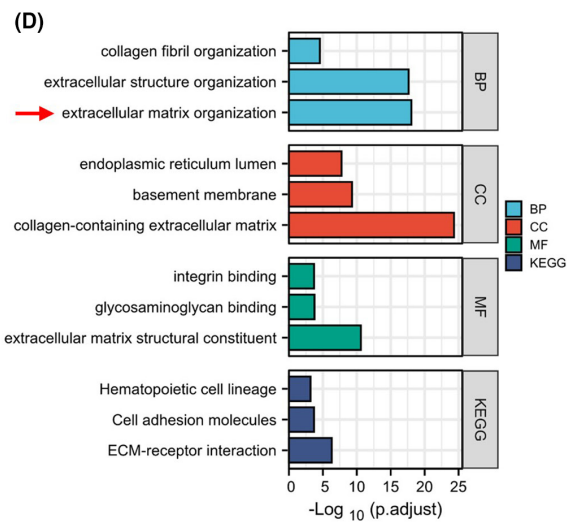 (D)
collagen fibril organization
extracellular structure organization
extracellular matrix organization
BP
endoplasmic reticulum lumen
basement membrane
collagen-containing extracellular matrix
CC
integrin binding
glycosaminoglycan binding
extracellular matrix structural constituent
MF
Hematopoietic cell lineage
Cell adhesion molecules
ECM-receptor interaction
KEGG
0 5 10 15 20 25
-Log 10 (p.adjust)
BP
CC
MF
KEGG